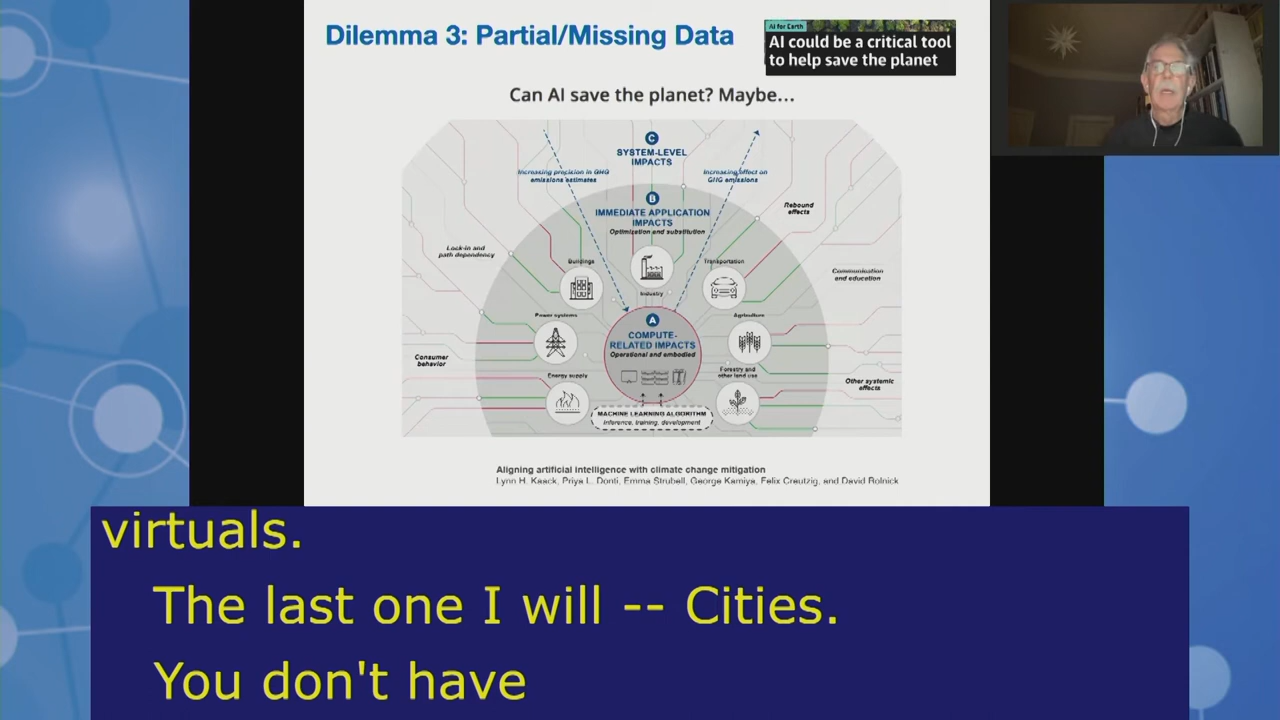 Dilemma 3: Partial/Missing Data
AI for Earth
AI could be a critical tool
to help save the planet
Can AI save the planet? Maybe…
C
SYSTEM-LEVEL
IMPACTS
Increasing precision in GHG
emissions estimates
Increasing effect on
GHG emissions
B
IMMEDIATE APPLICATION
IMPACTS
Optimization and substitution
Rebound
effects
Lock-in and
path dependency
Buildings
Transportation
Communication
and education
Industry
Power systems
A
Agriculture
COMPUTE-
RELATED IMPACTS
Operational and embodied
Consumer
behavior
Energy supply
Forestry and
other land use
Other systemic
effects
MACHINE LEARNING ALGORITHM
Inference, training, development
Aligning artificial intelligence with climate change mitigation
Lynn H. Kaack, Priya L. Donti, Emma Strubell, George Kamiya, Felix Creutzig, and David Rolnick
virtuals.
The last one I will -- Cities.
You don't have